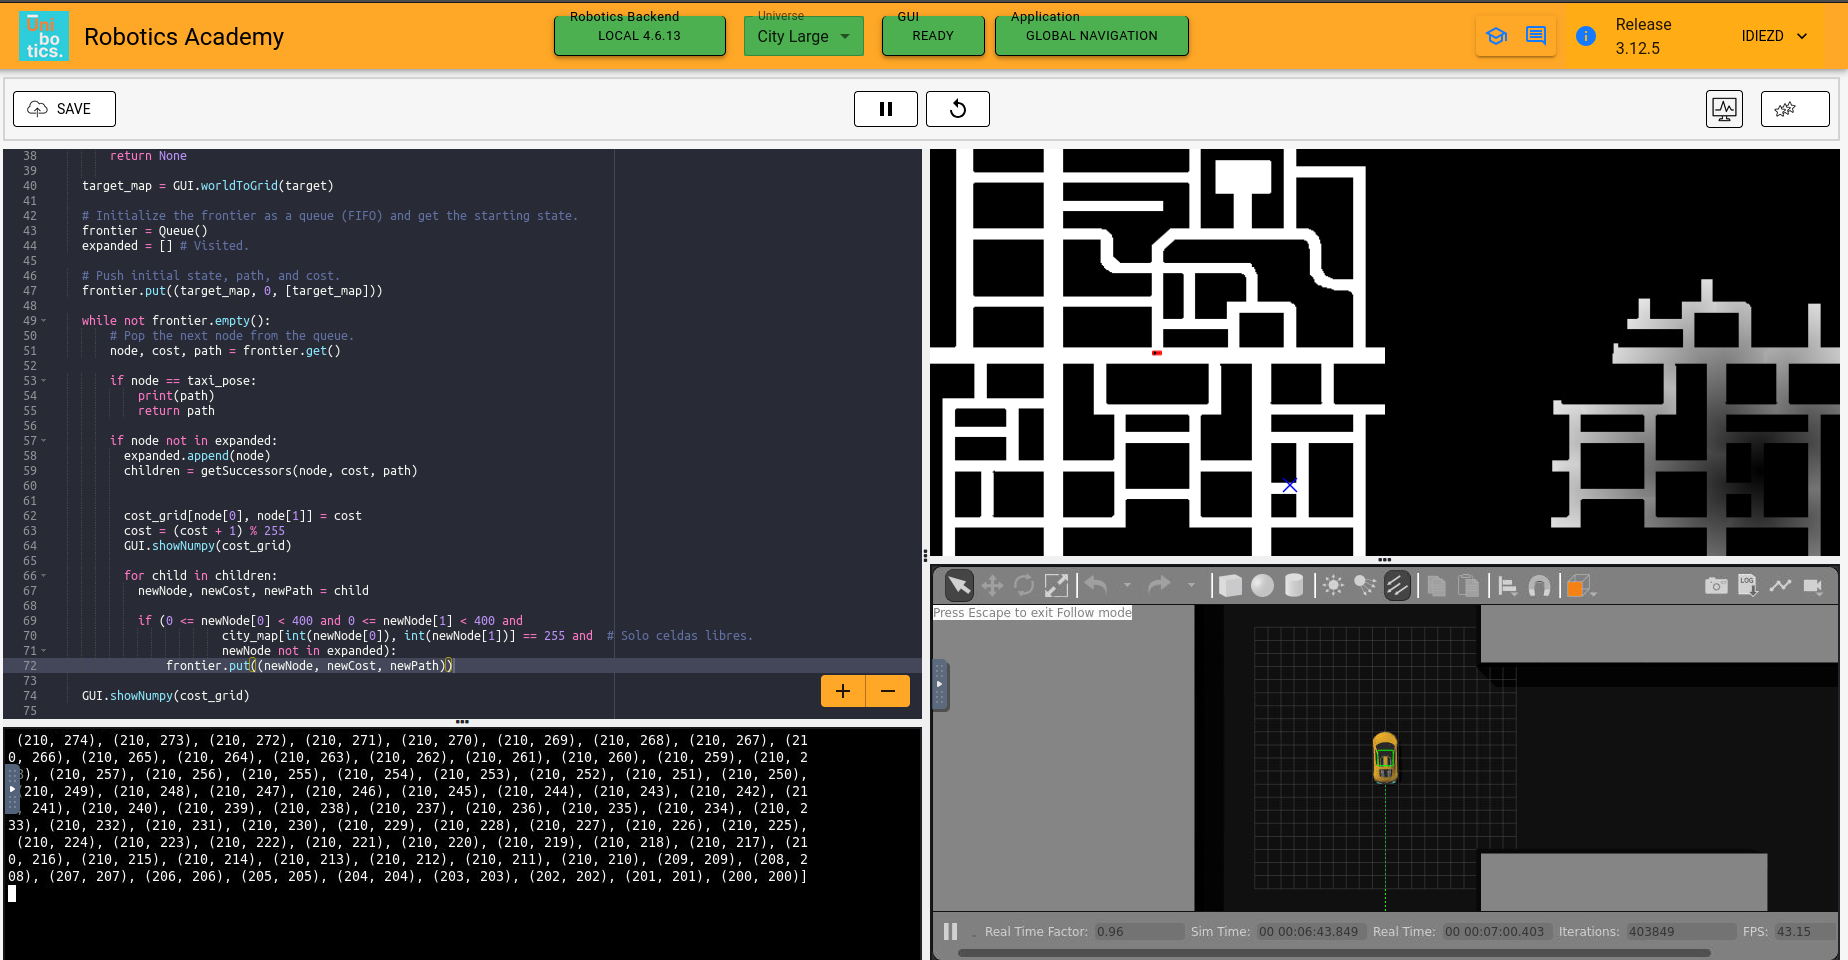 Uni
bo
tics.
Robotics Academy
Robotics Backend
LOCAL 4.6.13
Universe
City Large
GUI
READY
Application
GLOBAL NAVIGATION
Release
3.12.5
IDIEZD
SAVE
38 return None
39
40 target_map = GUI.worldToGrid(target)
41
42 # Initialize the frontier as a queue (FIFO) and get the starting state.
43 frontier = Queue()
44 expanded = [] # Visited.
45
46 # Push initial state, path, and cost.
47 frontier.put((target_map, 0, [target_map]))
48
49 while not frontier.empty():
50 # Pop the next node from the queue.
51 node, cost, path = frontier.get()
52
53 if node == taxi_pose:
54 print(path)
55 return path
56
57 if node not in expanded:
58 expanded.append(node)
59 children = getSuccessors(node, cost, path)
60
61
62 cost_grid[node[0], node[1]] = cost
63 cost = (cost + 1) % 255
64 GUI.showNumpy(cost_grid)
65
66 for child in children:
67 newNode, newCost, newPath = child
68
69 if (0 <= newNode[0] < 400 and 0 <= newNode[1] < 400 and
70 city_map[int(newNode[0]), int(newNode[1])] == 255 and # Solo celdas libres.
71 newNode not in expanded):
72 frontier.put((newNode, newCost, newPath))
73
74 GUI.showNumpy(cost_grid)
75
+ −
(210, 274), (210, 273), (210, 272), (210, 271), (210, 270), (210, 269), (210, 268), (210, 267), (21
0, 266), (210, 265), (210, 264), (210, 263), (210, 262), (210, 261), (210, 260), (210, 259), (210, 2
), (210, 257), (210, 256), (210, 255), (210, 254), (210, 253), (210, 252), (210, 251), (210, 250),
(210, 249), (210, 248), (210, 247), (210, 246), (210, 245), (210, 244), (210, 243), (210, 242), (21
, 241), (210, 240), (210, 239), (210, 238), (210, 237), (210, 236), (210, 235), (210, 234), (210, 2
33), (210, 232), (210, 231), (210, 230), (210, 229), (210, 228), (210, 227), (210, 226), (210, 225),
(210, 224), (210, 223), (210, 222), (210, 221), (210, 220), (210, 219), (210, 218), (210, 217), (21
0, 216), (210, 215), (210, 214), (210, 213), (210, 212), (210, 211), (210, 210), (209, 209), (208, 2
08), (207, 207), (206, 206), (205, 205), (204, 204), (203, 203), (202, 202), (201, 201), (200, 200)]
LOG
Press Escape to exit Follow mode
Real Time Factor: 0.96 Sim Time: 00 00:06:43.849 Real Time: 00 00:07:00.403 Iterations: 403849 FPS: 43.15